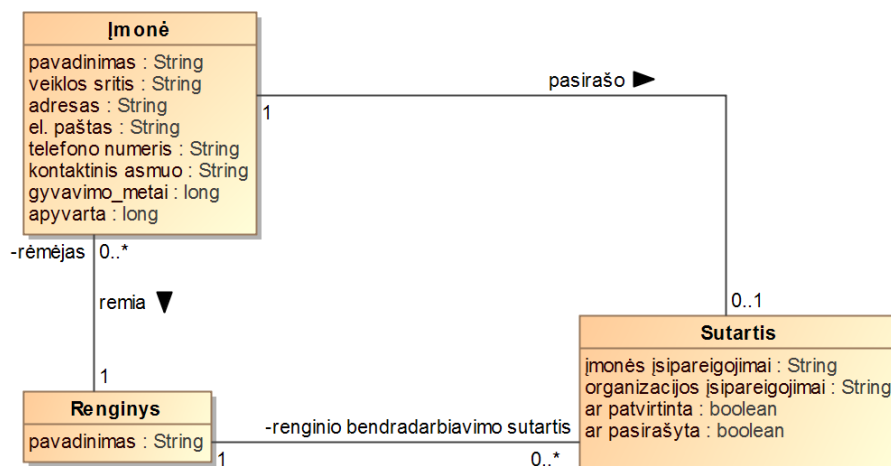 Įmonė
pavadinimas : String
veiklos sritis : String
adresas : String
el. paštas : String
telefono numeris : String
kontaktinis asmuo : String
gyvavimo_metai : long
apyvarta : long
pasirašo
1
-rėmėjas
0..*
remia
1
0..1
Sutartis
įmonės įsipareigojimai : String
organizacijos įsipareigojimai : String
ar patvirtinta : boolean
ar pasirašyta : boolean
Renginys
pavadinimas : String
-renginio bendradarbiavimo sutartis
1
0..*